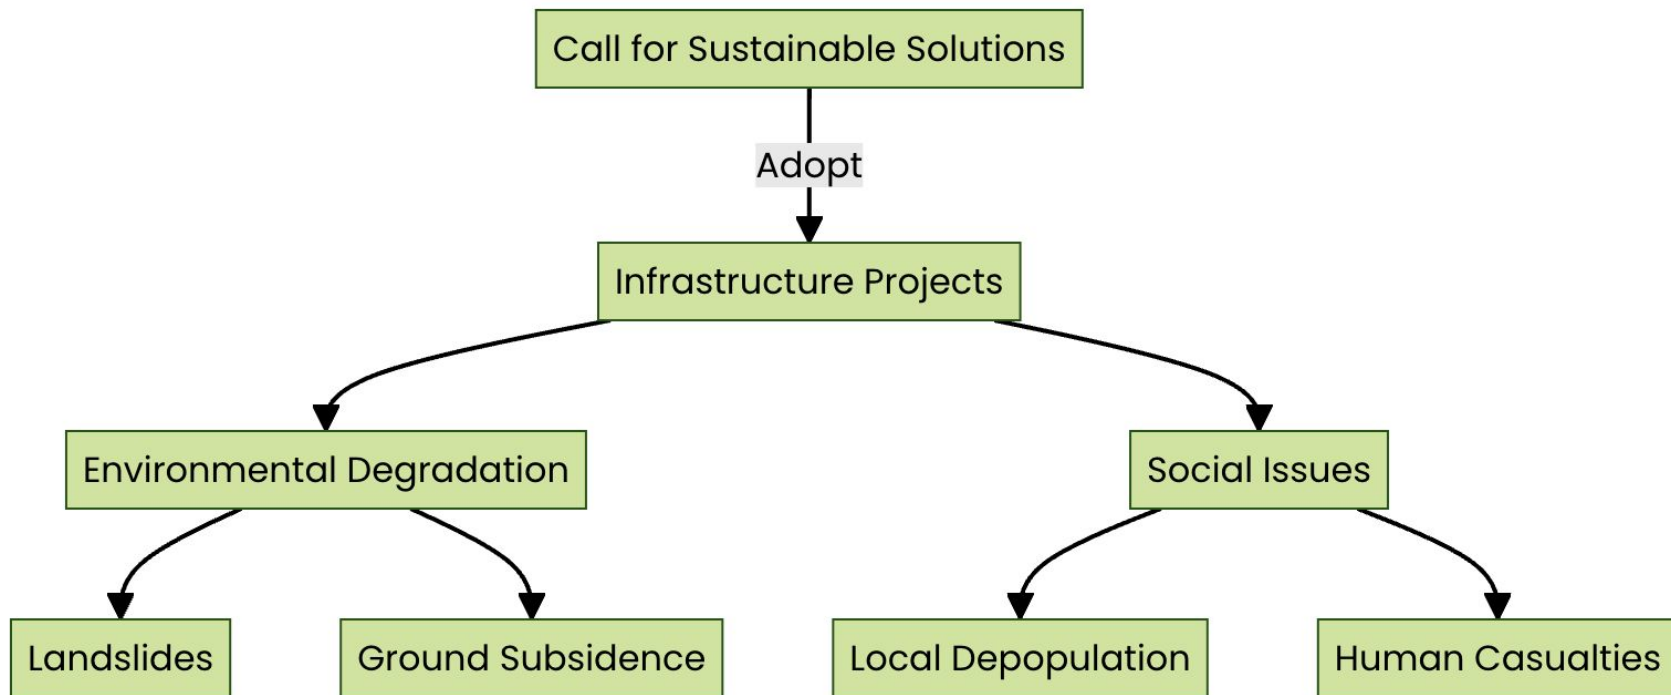 Call for Sustainable Solutions
Adopt
Infrastructure Projects
Environmental Degradation
Social Issues
Landslides
Ground Subsidence
Local Depopulation
Human Casualties